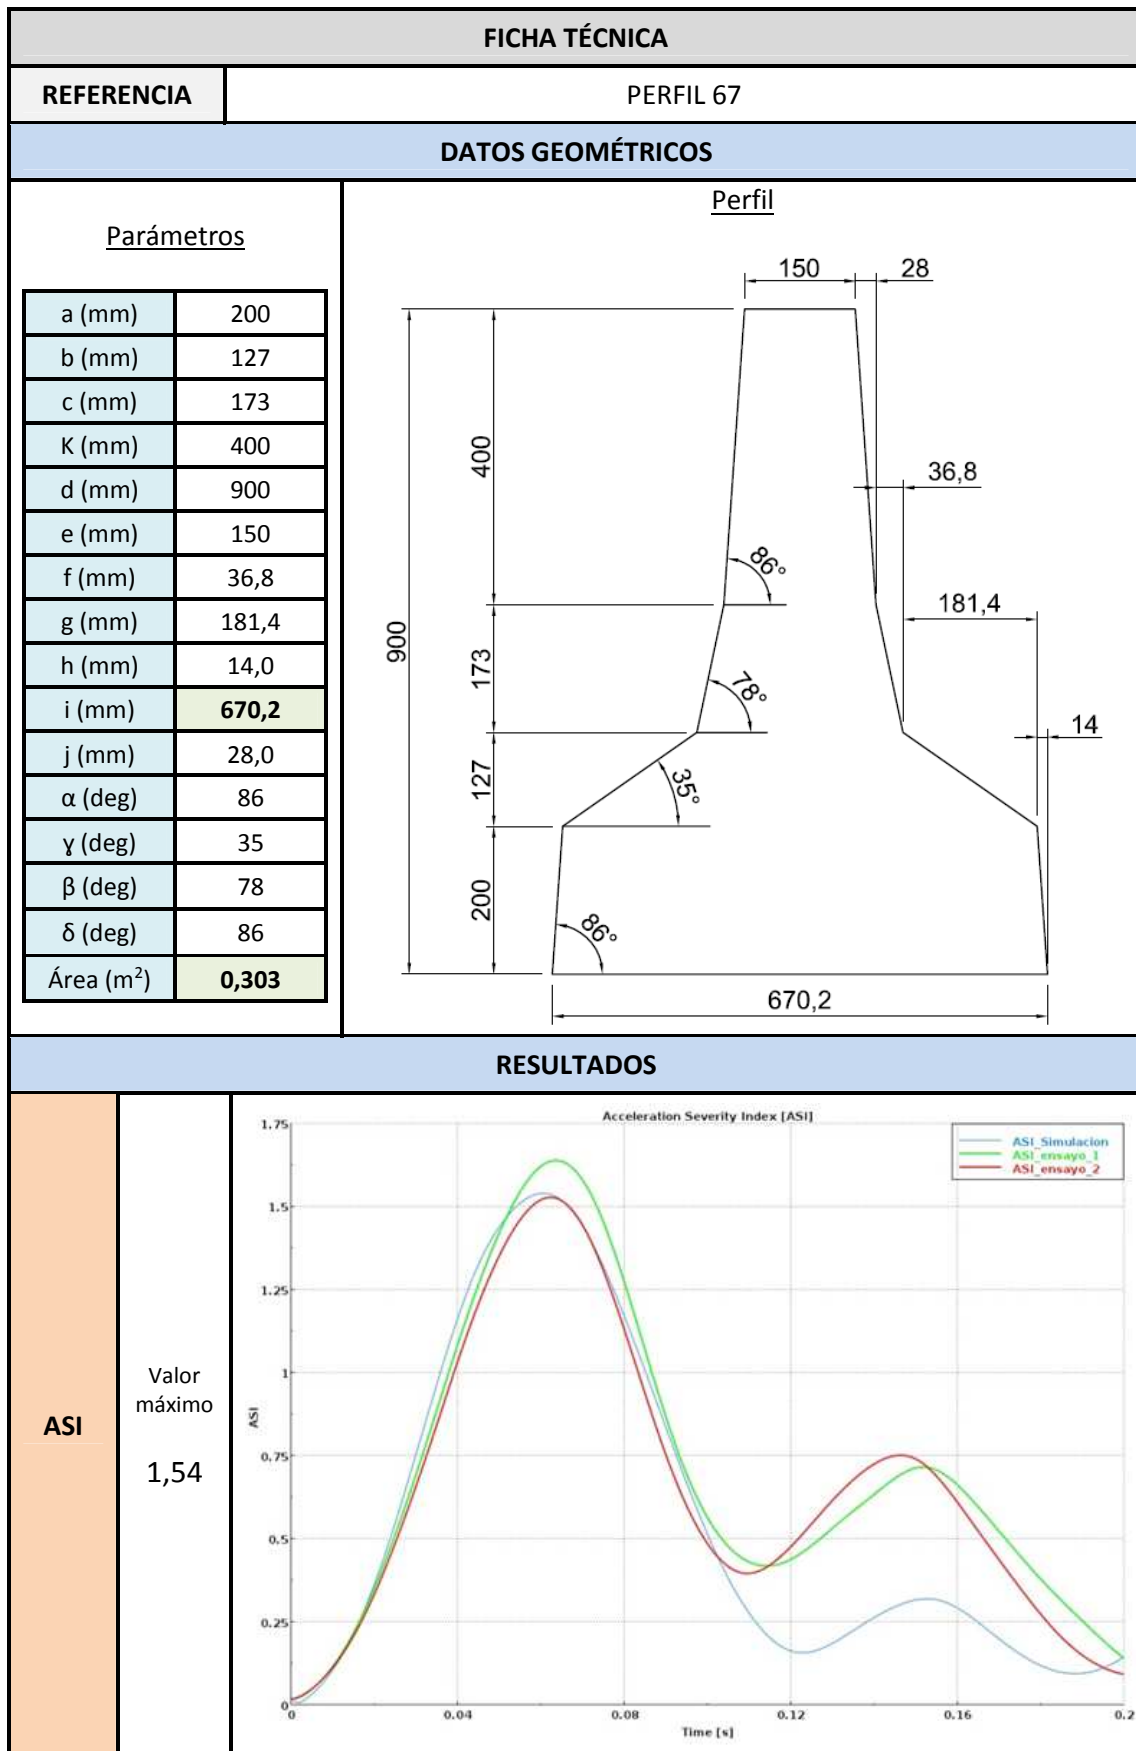 FICHA TÉCNICA
REFERENCIA PERFIL 67
DATOS GEOMÉTRICOS
Parámetros
a (mm) 200
b (mm) 127
c (mm) 173
K (mm) 400
d (mm) 900
e (mm) 150
f (mm) 36,8
g (mm) 181,4
h (mm) 14,0
i (mm) 670,2
j (mm) 28,0
α (deg) 86
γ (deg) 35
β (deg) 78
δ (deg) 86
Área (m²) 0,303
Perfil
150 28
400
36,8
86°
181,4
900
173
78°
14
127
35°
200
86°
670,2
RESULTADOS
ASI
Valor
máximo
1,54
Acceleration Severity Index [ASI]
ASI_Simulacion
ASI_ensayo_1
ASI_ensayo_2
1.75
1.5
1.25
1
0.75
0.5
0.25
0
ASI
0 0.04 0.08 0.12 0.16 0.2
Time [s]